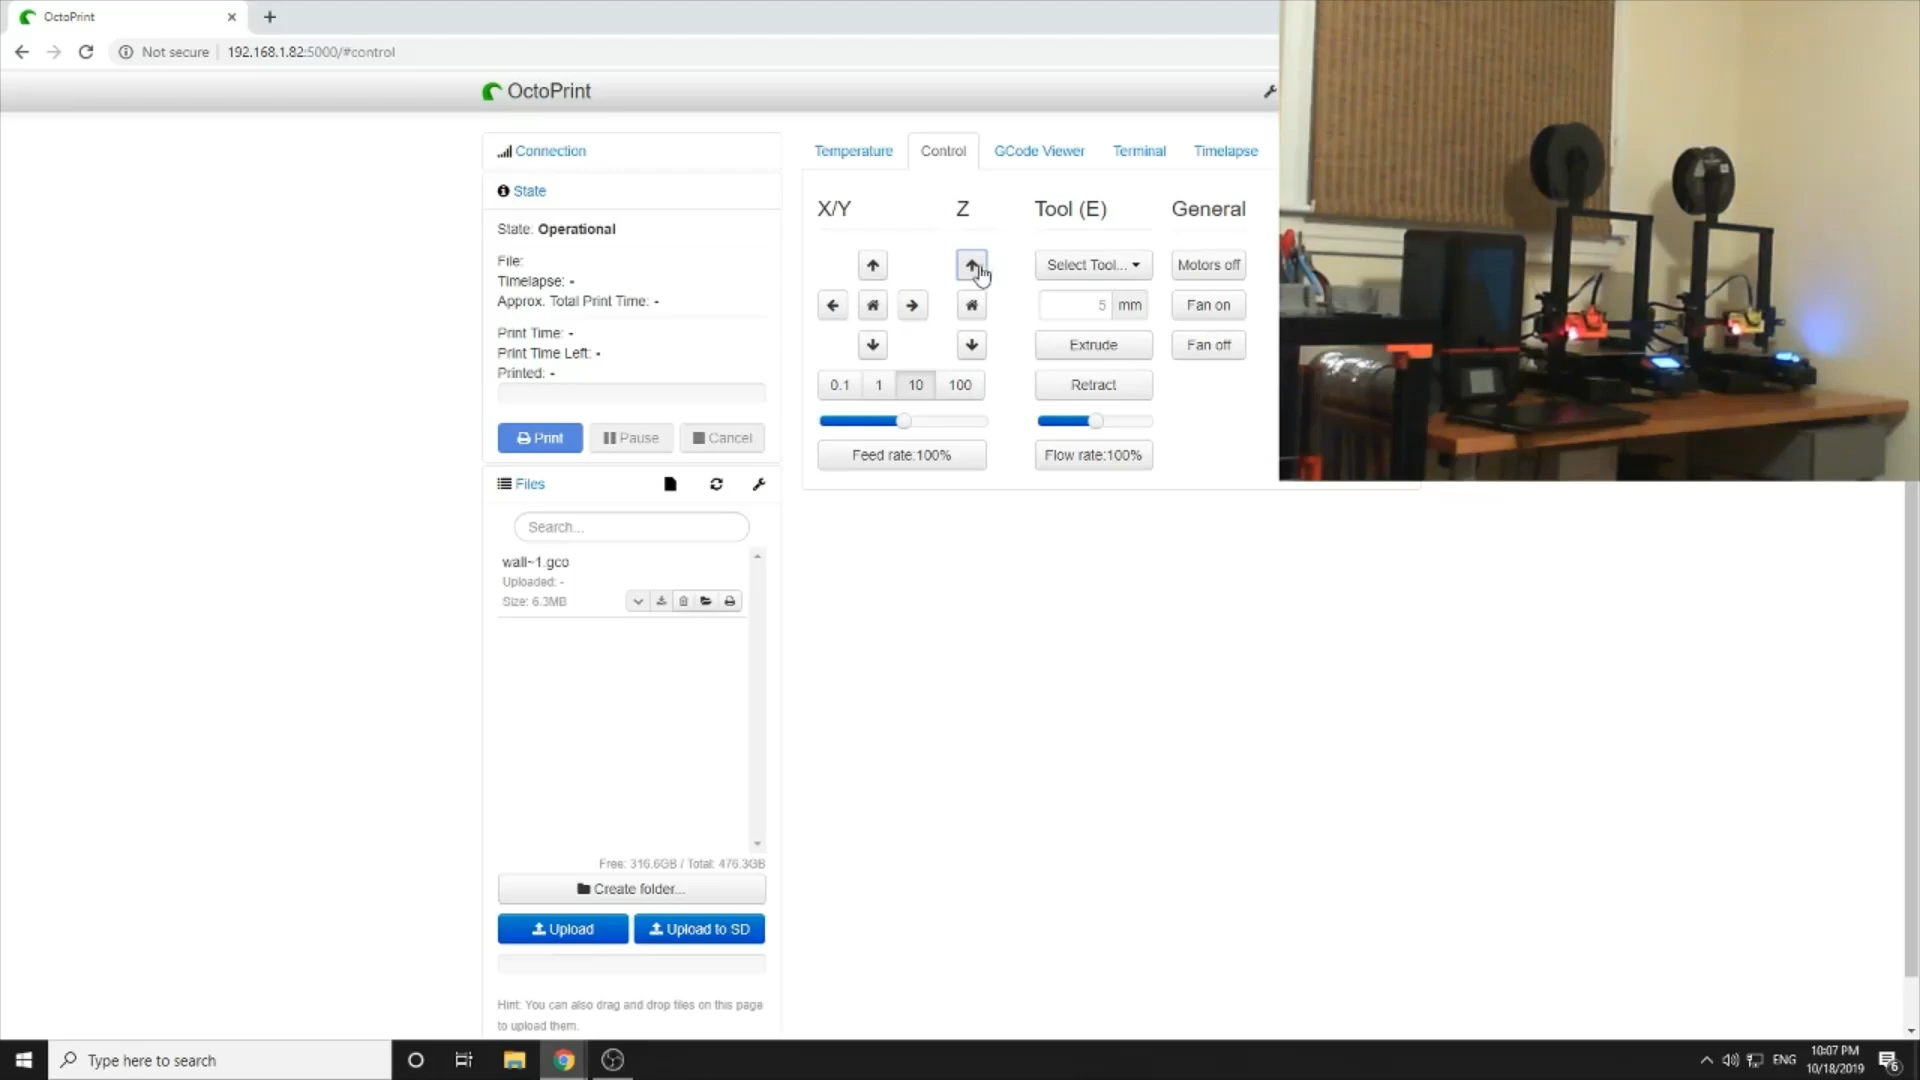 OctoPrint
Not secure
192.168.1.82:5000/#control
OctoPrint
Connection
State
State: Operational
File:
Timelapse: -
Approx. Total Print Time: -
Print Time: -
Print Time Left: -
Printed: -
Print
Pause
Cancel
Files
Search...
wall~1.gco
Uploaded: -
Size: 6.3MB
Free: 316.6GB / Total: 476.3GB
Create folder...
Upload
Upload to SD
Hint: You can also drag and drop files on this page
to upload them.
Temperature
Control
GCode Viewer
Terminal
Timelapse
X/Y
Z
Tool (E)
General
Select Tool...
Motors off
5 mm
Fan on
Extrude
Fan off
0.1 1 10 100
Retract
Feed rate:100%
Flow rate:100%
Type here to search
ENG
10:07 PM
10/18/2019
6